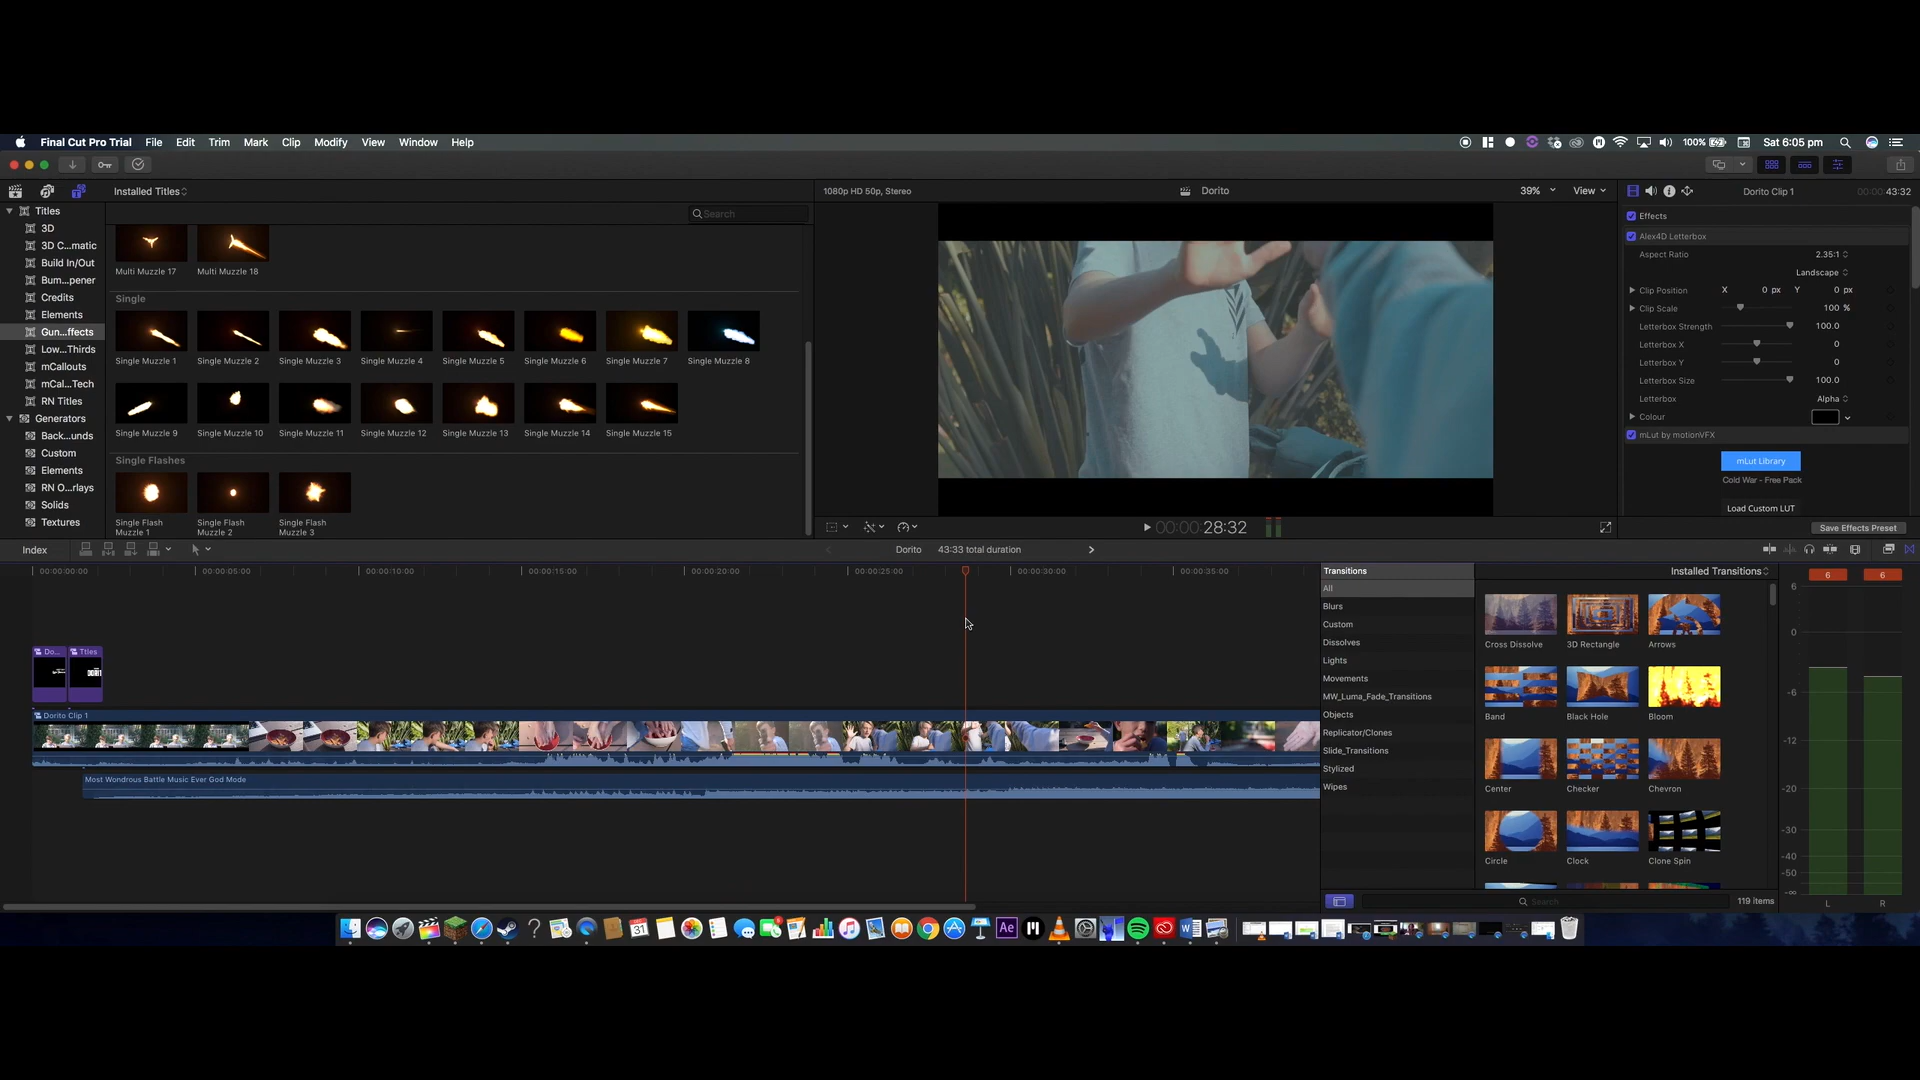 Final Cut Pro Trial File Edit Trim Mark Clip Modify View Window Help 100% Sat 6:05 pm
Installed Titles
Search
1080p HD 50p, Stereo
Dorito
39% View
Dorito Clip 1 00:00:43:32
Titles
3D
3D C...matic
Build In/Out
Bum...pener
Credits
Elements
Gun...ffects
Low...Thirds
mCallouts
mCal...Tech
RN Titles
Generators
Back...unds
Custom
Elements
RN O...rlays
Solids
Textures
Multi Muzzle 17 Multi Muzzle 18
Single
Single Muzzle 1 Single Muzzle 2 Single Muzzle 3 Single Muzzle 4 Single Muzzle 5 Single Muzzle 6 Single Muzzle 7 Single Muzzle 8
Single Muzzle 9 Single Muzzle 10 Single Muzzle 11 Single Muzzle 12 Single Muzzle 13 Single Muzzle 14 Single Muzzle 15
Single Flashes
Single Flash Muzzle 1
Single Flash Muzzle 2
Single Flash Muzzle 3
00:00:28:32
Effects
Alex4D Letterbox
Aspect Ratio 2.35:1
Landscape
Clip Position X 0 px Y 0 px
Clip Scale 100 %
Letterbox Strength 100.0
Letterbox X 0
Letterbox Y 0
Letterbox Size 100.0
Letterbox Alpha
Colour
mLut by motionVFX
mLut Library
Cold War - Free Pack
Load Custom LUT
Save Effects Preset
Index
Dorito 43:33 total duration
00:00:00:00 00:00:05:00 00:00:10:00 00:00:15:00 00:00:20:00 00:00:25:00 00:00:30:00 00:00:35:00
Do... Ttles
Dorito Clip 1
Most Wondrous Battle Music Ever God Mode
Transitions
All
Blurs
Custom
Dissolves
Lights
Movements
MW_Luma_Fade_Transitions
Objects
Replicator/Clones
Slide_Transitions
Stylized
Wipes
Installed Transitions
Cross Dissolve 3D Rectangle Arrows
Band Black Hole Bloom
Center Checker Chevron
Circle Clock Clone Spin
Search
119 items
6 6
6
0
-6
-12
-20
-30
-40
-50
-∞
L R
31
Ae